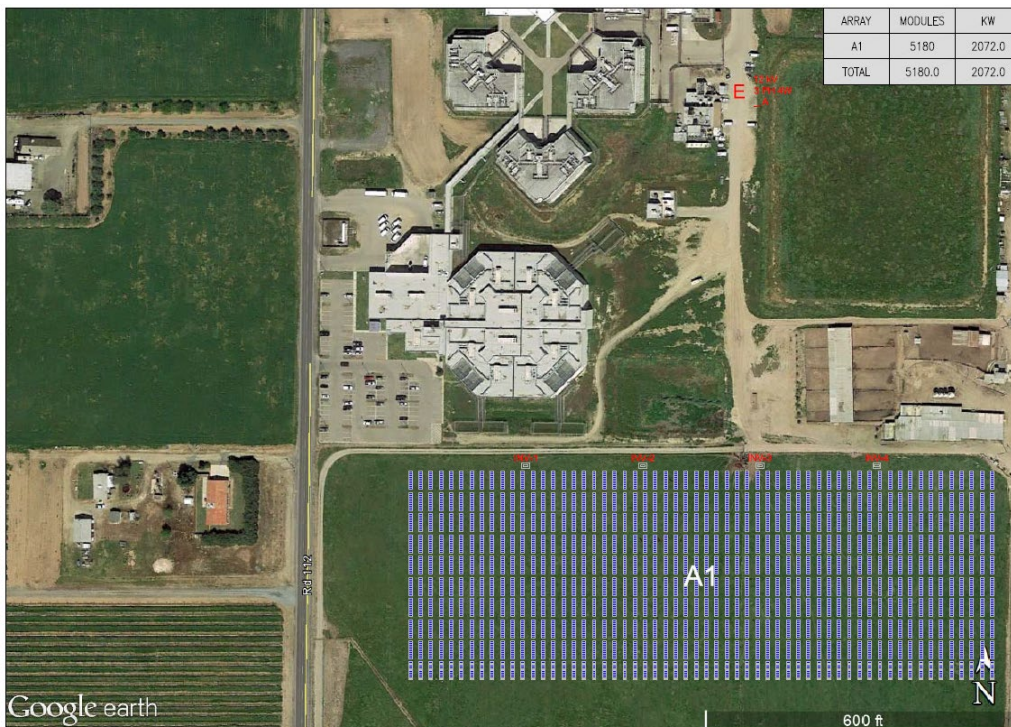 ARRAY MODULES KW
A1 5180 2072.0
TOTAL 5180.0 2072.0
E
A1
Rd 112
N
Google earth
600 ft